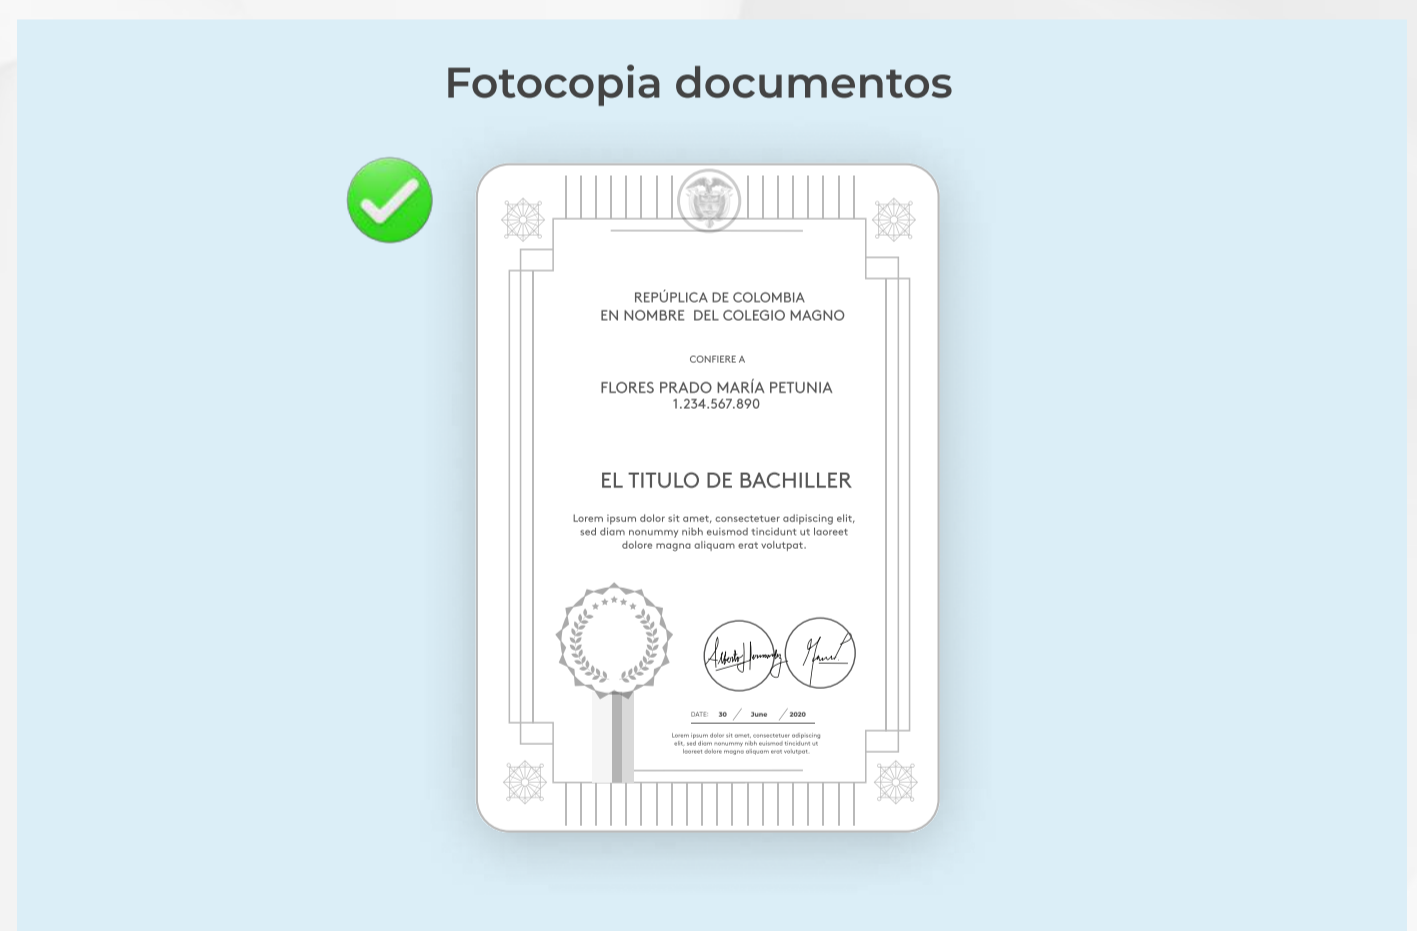 Fotocopia documentos
REPÚPLICA DE COLOMBIA
EN NOMBRE DEL COLEGIO MAGNO
CONFIERE A
FLORES PRADO MARÍA PETUNIA
1.234.567.890
EL TITULO DE BACHILLER
Lorem ipsum dolor sit amet, consectetuer adipiscing elit,
sed diam nonummy nibh euismod tincidunt ut laoreet
dolore magna aliquam erat volutpat.
Alberto Hernandez
DATE: 30 / June / 2020
Lorem ipsum dolor sit amet, consectetuer adipiscing
elit, sed diam nonummy nibh euismod tincidunt ut
laoreet dolore magna aliquam erat volutpat.